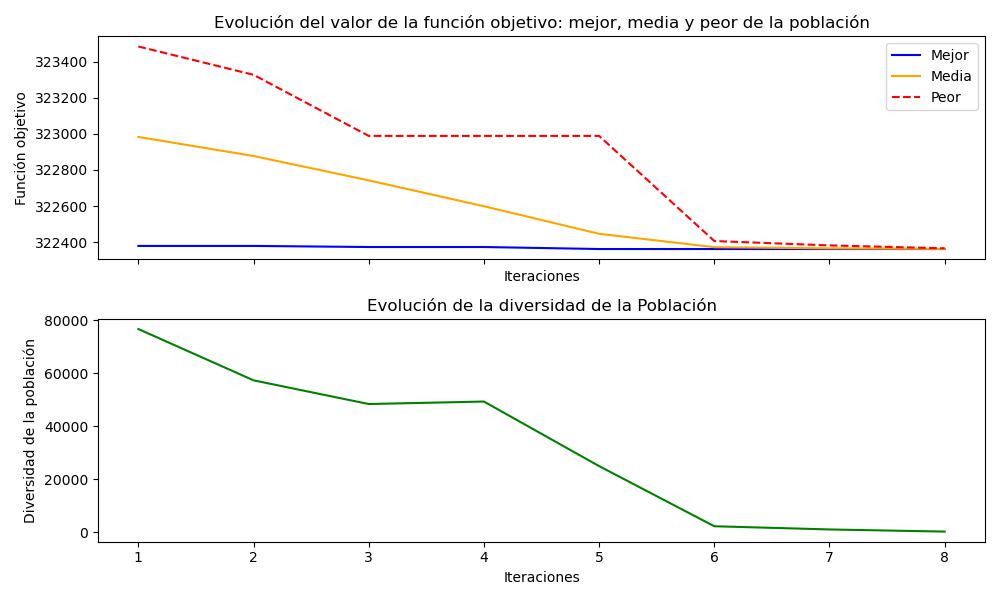 Evolución del valor de la función objetivo: mejor, media y peor de la población
Función objetivo
323400
323200
323000
322800
322600
322400
Mejor
Media
Peor
Iteraciones
Evolución de la diversidad de la Población
Diversidad de la población
80000
60000
40000
20000
0
1 2 3 4 5 6 7 8
Iteraciones